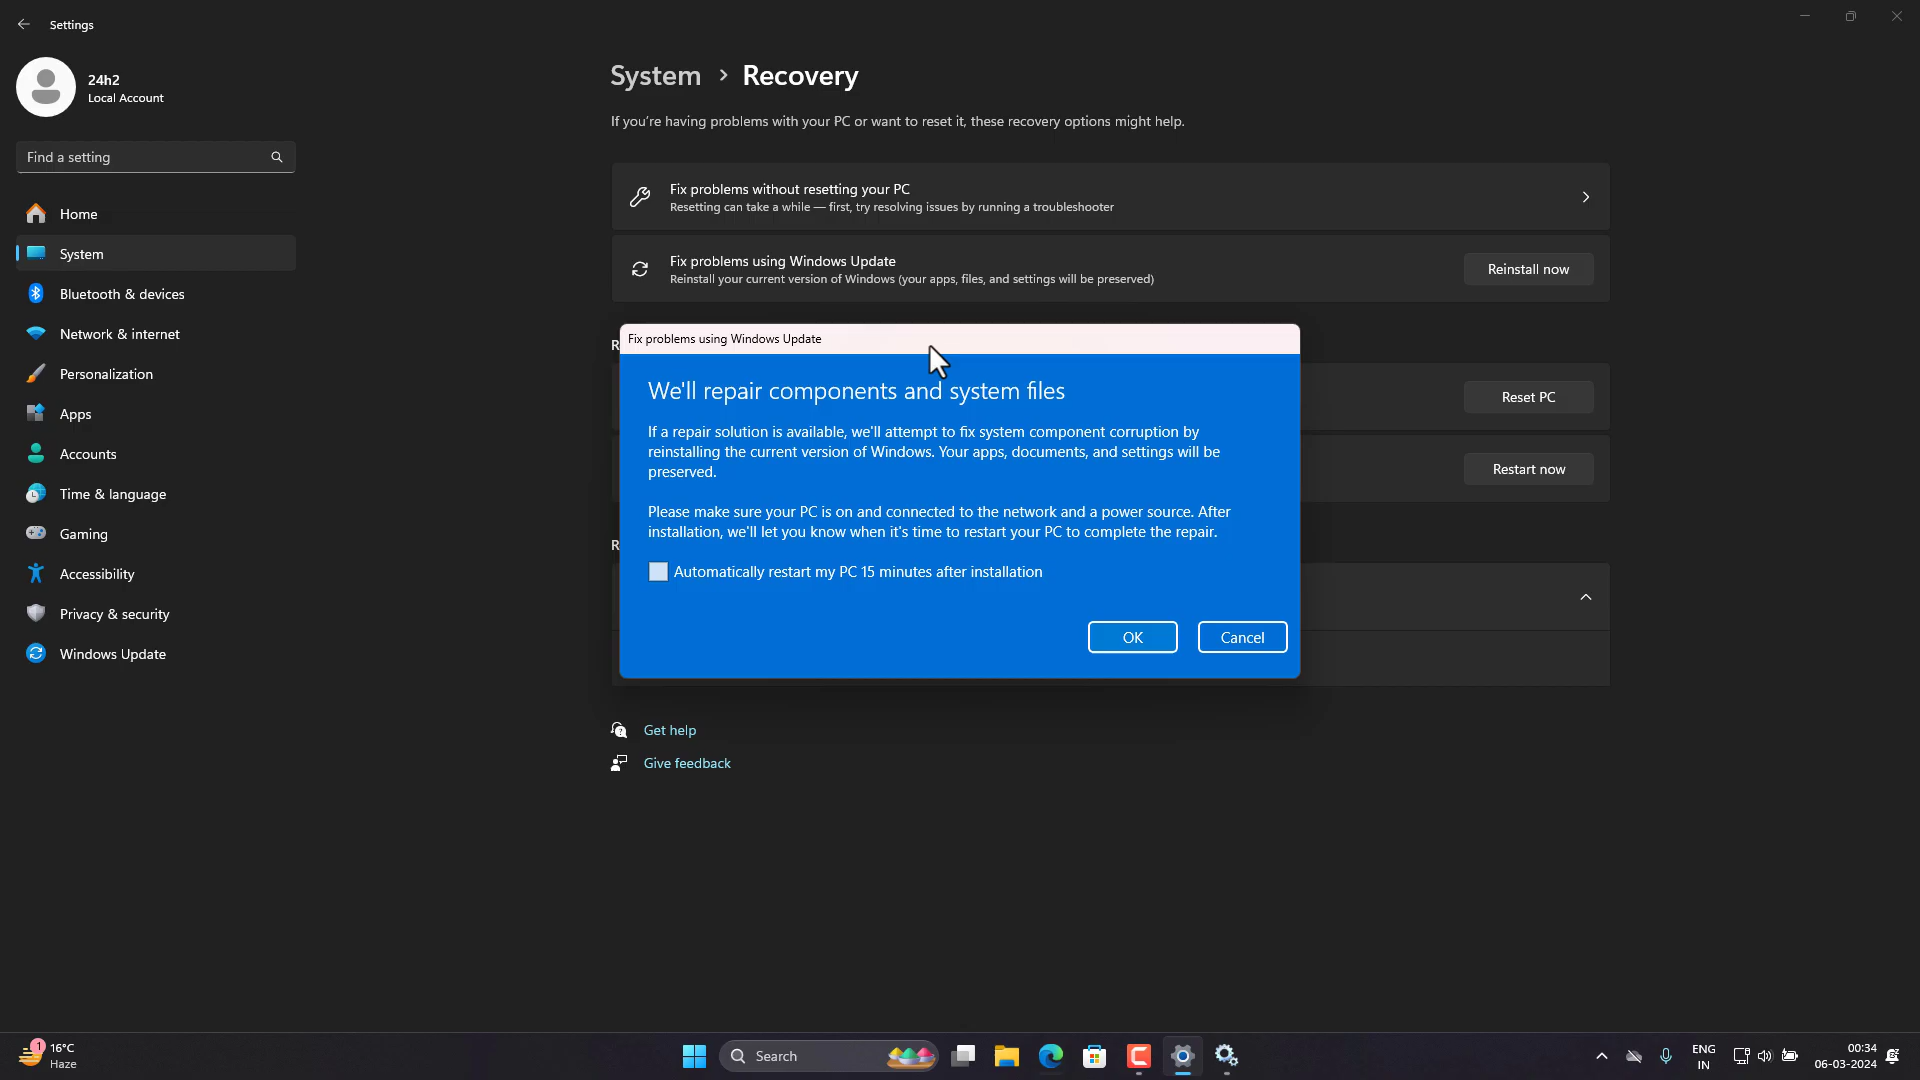 Settings
24h2
Local Account
Find a setting
Home
System
Bluetooth & devices
Network & internet
Personalization
Apps
Accounts
Time & language
Gaming
Accessibility
Privacy & security
Windows Update
System › Recovery
If you're having problems with your PC or want to reset it, these recovery options might help.
Fix problems without resetting your PC
Resetting can take a while — first, try resolving issues by running a troubleshooter
Fix problems using Windows Update
Reinstall your current version of Windows (your apps, files, and settings will be preserved)
Reinstall now
R
Fix problems using Windows Update
We'll repair components and system files
If a repair solution is available, we'll attempt to fix system component corruption by
reinstalling the current version of Windows. Your apps, documents, and settings will be
preserved.
Please make sure your PC is on and connected to the network and a power source. After
installation, we'll let you know when it's time to restart your PC to complete the repair.
Automatically restart my PC 15 minutes after installation
OK
Cancel
Reset PC
Restart now
R
Get help
Give feedback
1
16°C
Haze
Search
ENG
IN
00:34
06-03-2024